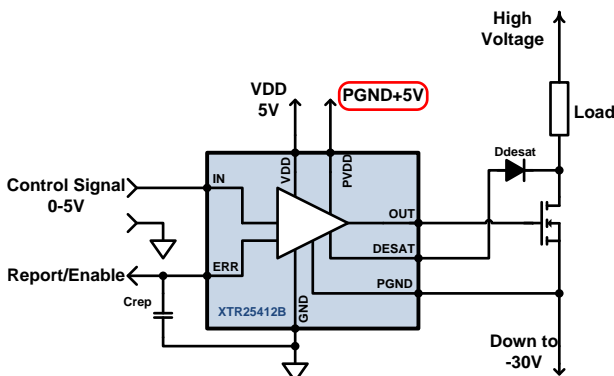 High
Voltage
VDD
5V
PGND+5V
Load
Ddesat
VDD
PVDD
Control Signal
0-5V
IN
OUT
DESAT
Report/Enable
ERR
PGND
Crep
GND
XTR25412B
Down to
-30V